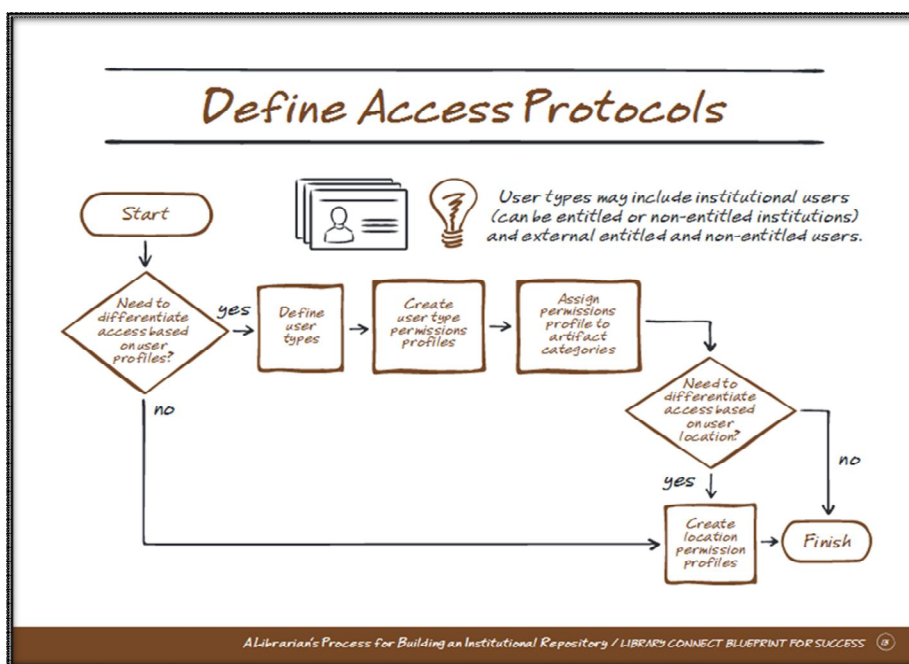 Define Access Protocols
Start
User types may include institutional users
(can be entitled or non-entitled institutions)
and external entitled and non-entitled users.
Need to
differentiate
access based
on user
profiles?
yes
Define
user
types
Create
user type
permissions
profiles
Assign
permissions
profile to
artifact
categories
no
Need to
differentiate
access based
on user
location?
no
yes
Create
location
permission
profiles
Finish
A Librarian's Process for Building an Institutional Repository / LIBRARY CONNECT BLUEPRINT FOR SUCCESS